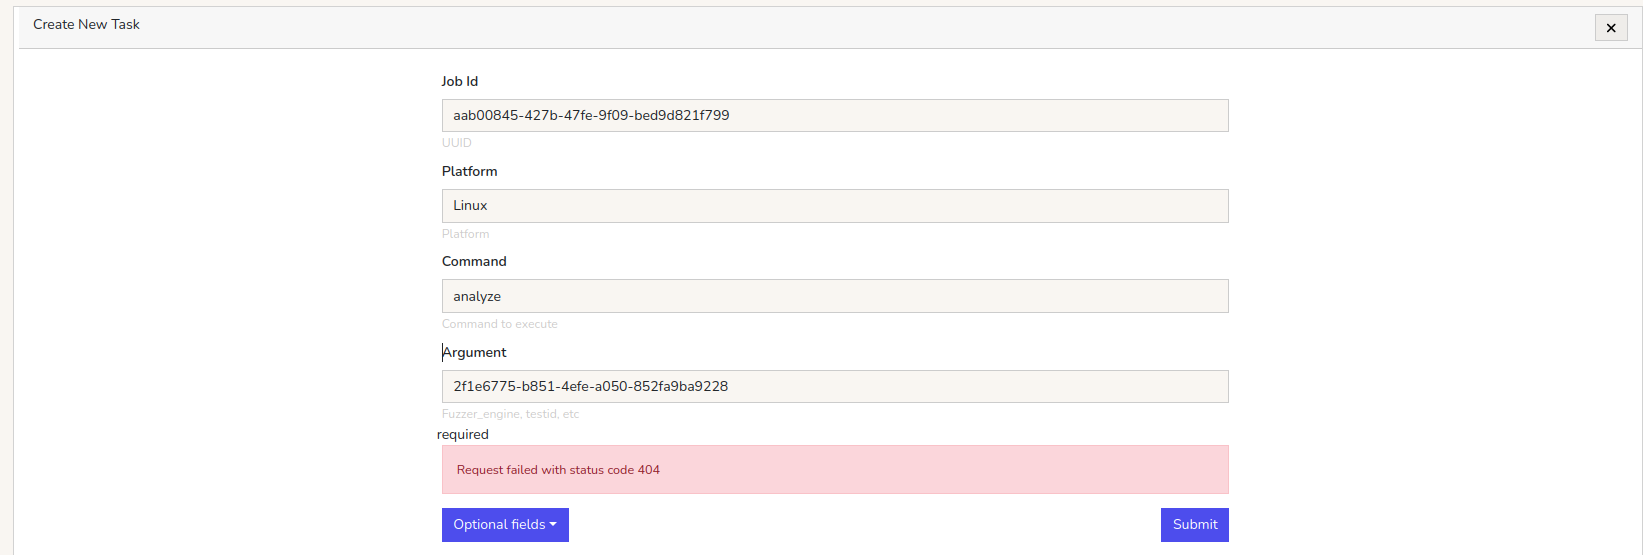 Create New Task
×
Job Id
aab00845-427b-47fe-9f09-bed9d821f799
UUID
Platform
Linux
Platform
Command
analyze
Command to execute
Argument
2f1e6775-b851-4efe-a050-852fa9ba9228
Fuzzer_engine, testid, etc
required
Request failed with status code 404
Optional fields
Submit